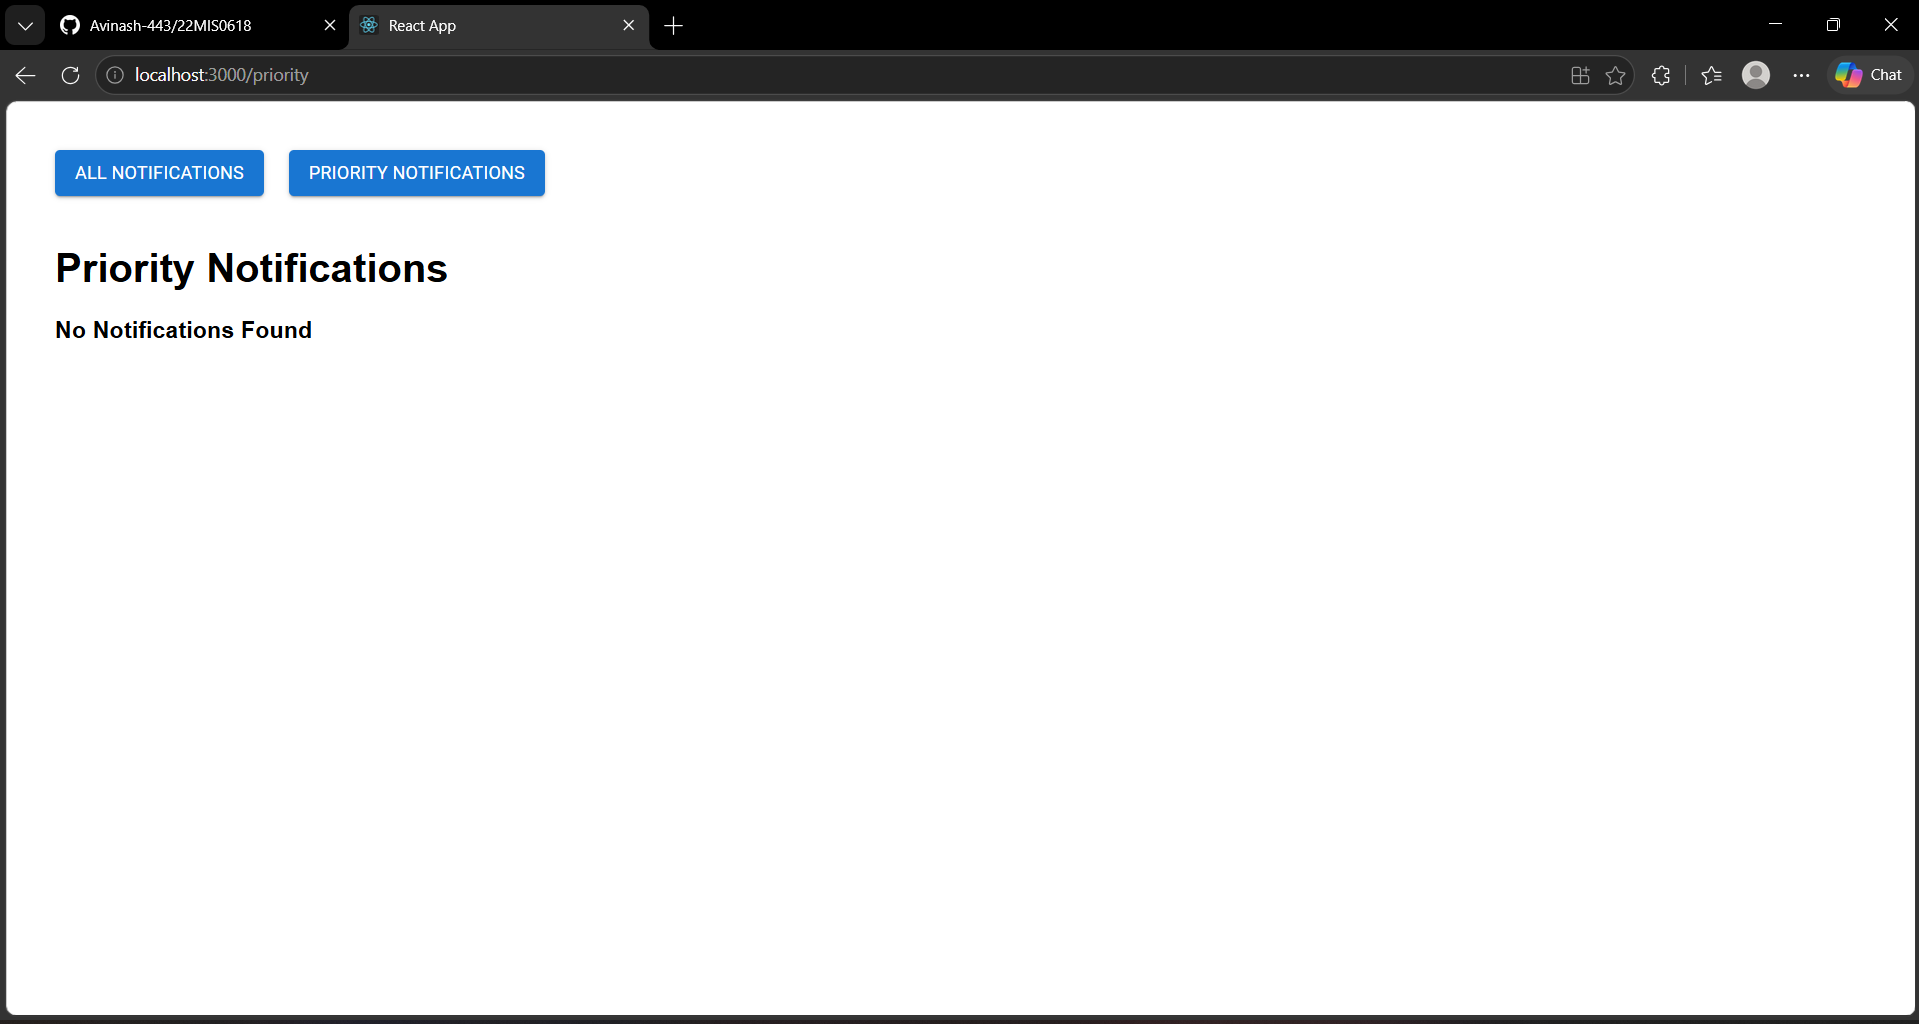 Avinash-443/22MIS0618
React App
localhost:3000/priority
Chat
ALL NOTIFICATIONS
PRIORITY NOTIFICATIONS
Priority Notifications
No Notifications Found